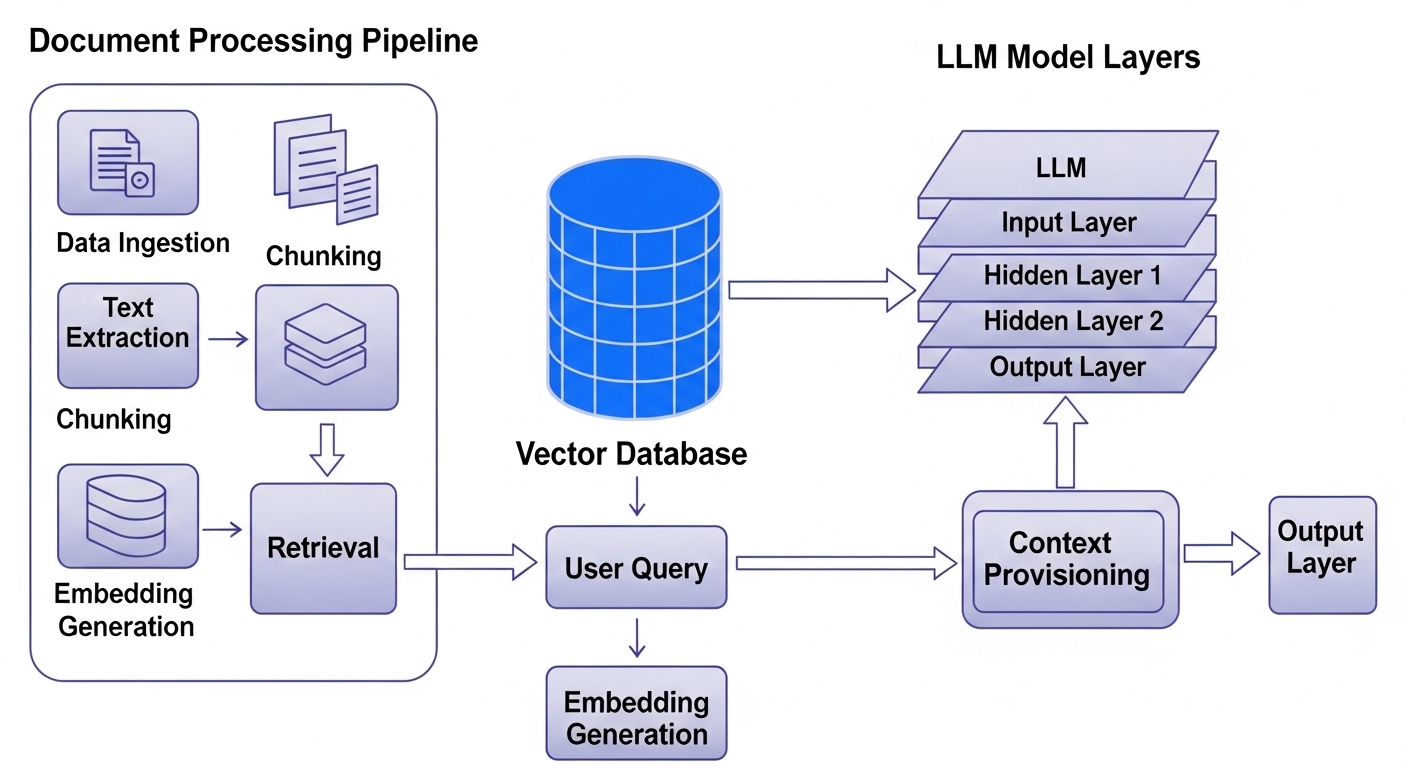 Document Processing Pipeline
LLM Model Layers
Data Ingestion
Chunking
Text
Extraction
Chunking
Embedding
Generation
Retrieval
Vector Database
User Query
Embedding
Generation
LLM
Input Layer
Hidden Layer 1
Hidden Layer 2
Output Layer
Context
Provisioning
Output
Layer